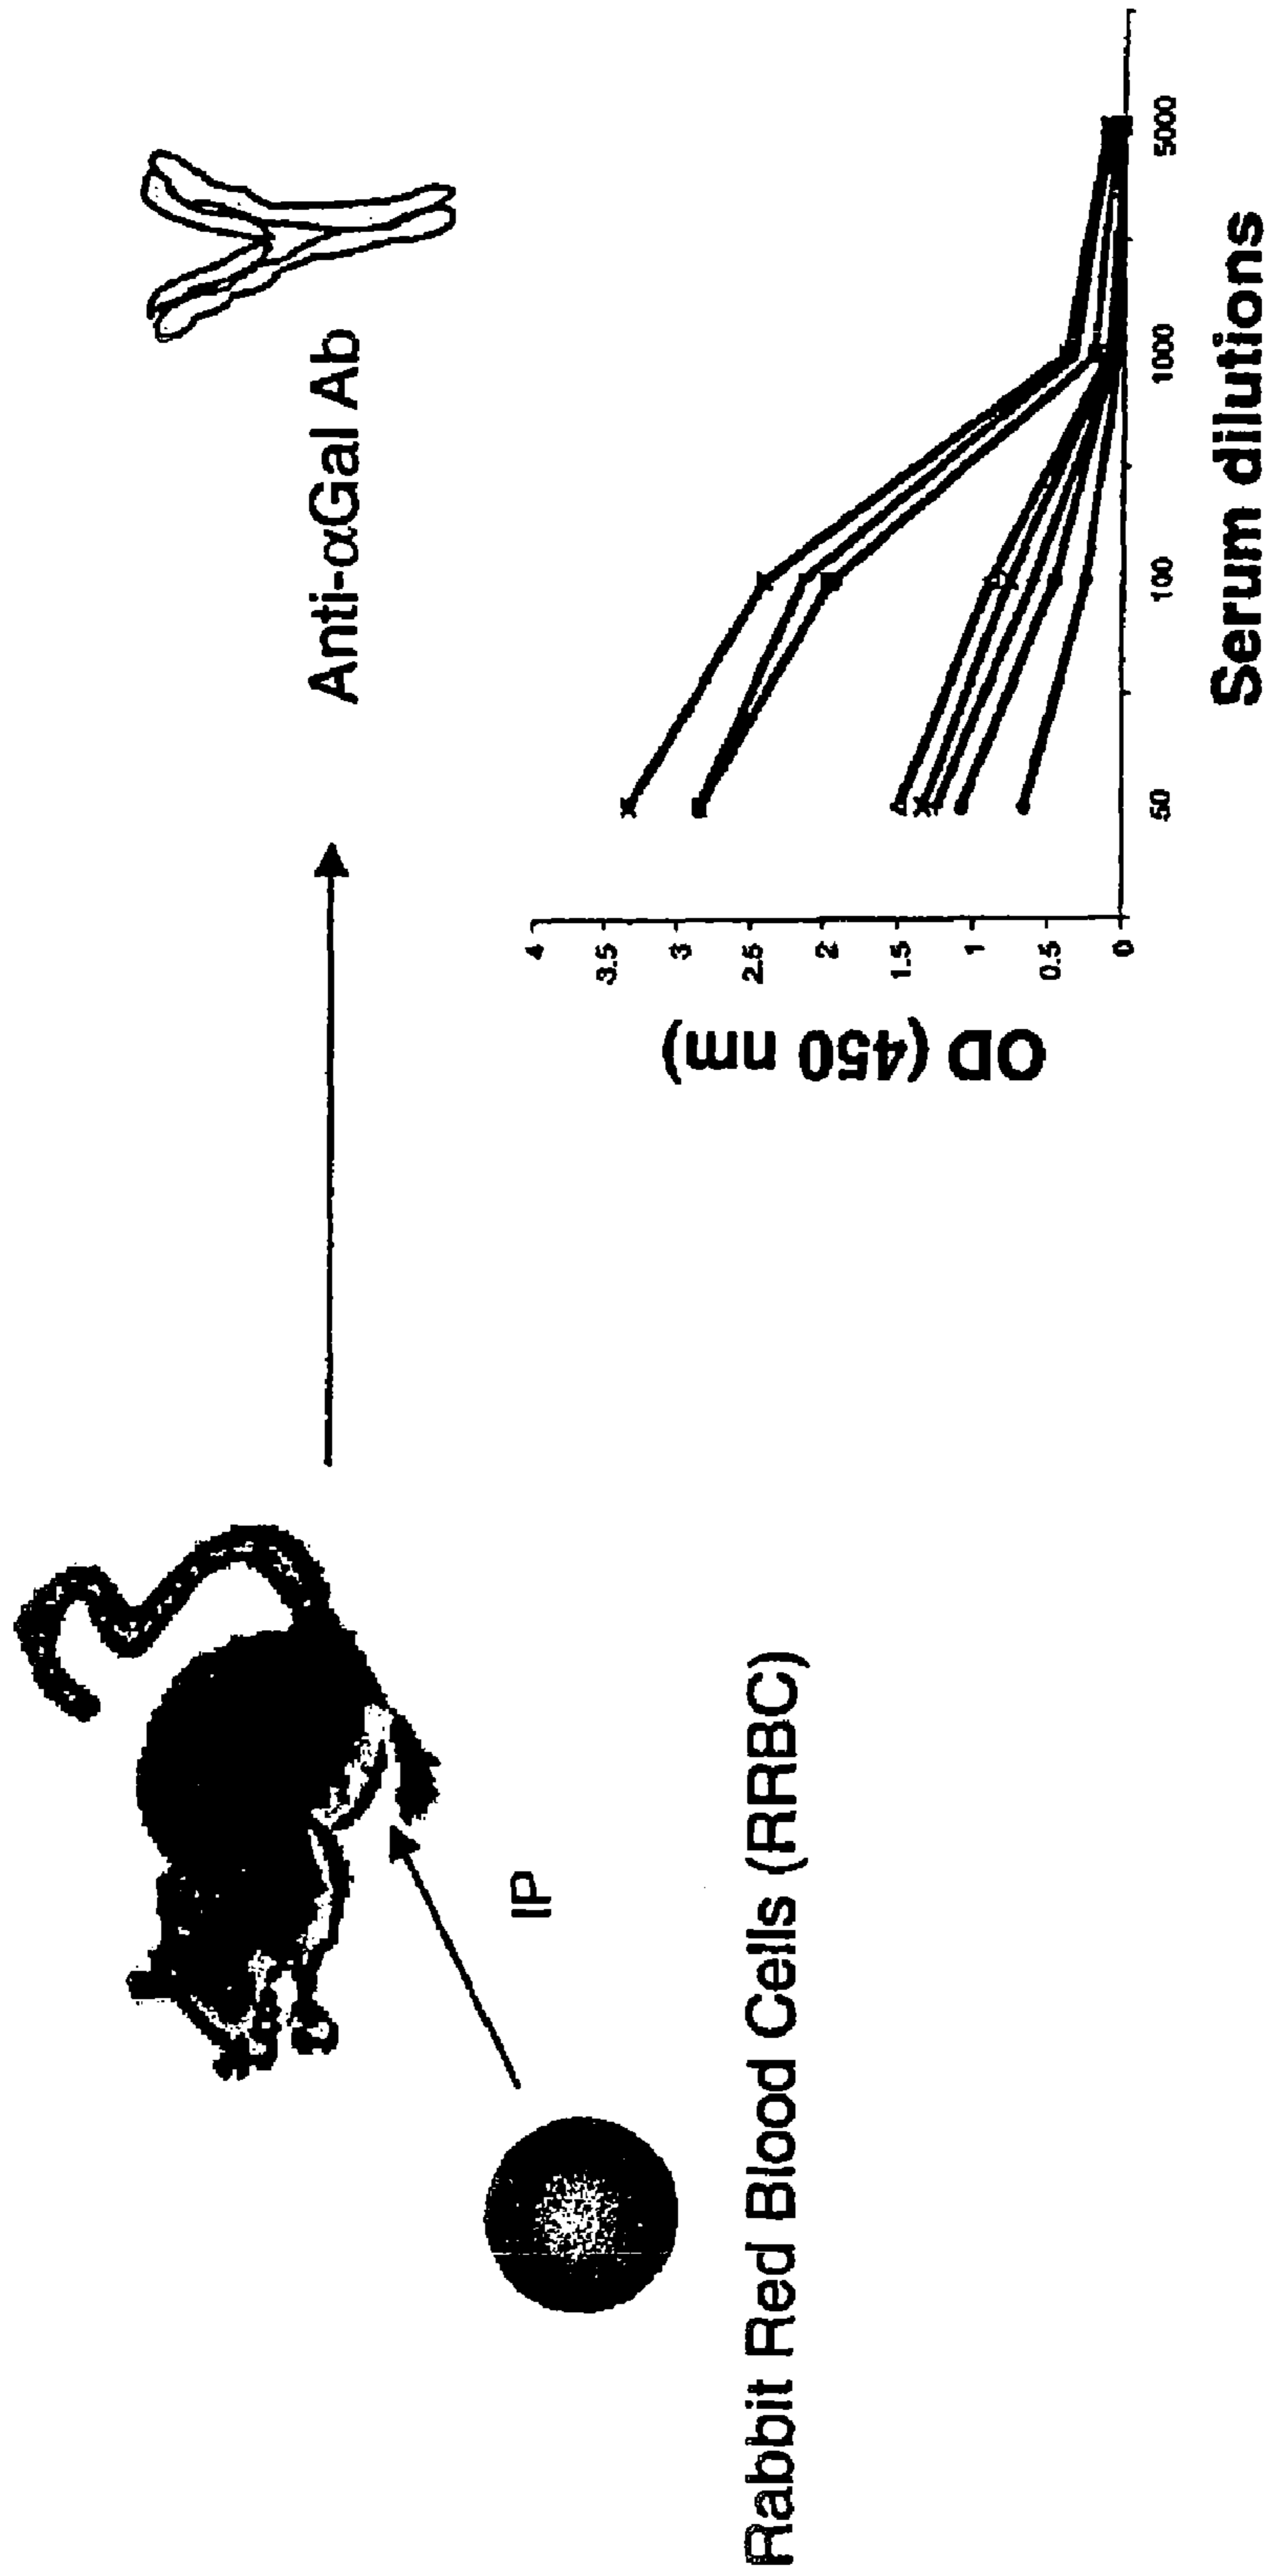 Anti-αGal Ab
IP
Rabbit Red Blood Cells (RRBC)
OD (450 nm)
4
3.5
3
2.5
2
1.5
1
0.5
0
50
100
1000
5000
Serum dilutions